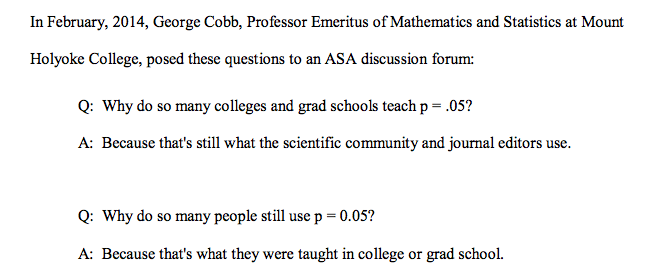 In February, 2014, George Cobb, Professor Emeritus of Mathematics and Statistics at Mount
Holyoke College, posed these questions to an ASA discussion forum:
Q: Why do so many colleges and grad schools teach p = .05?
A: Because that's still what the scientific community and journal editors use.
Q: Why do so many people still use p = 0.05?
A: Because that's what they were taught in college or grad school.